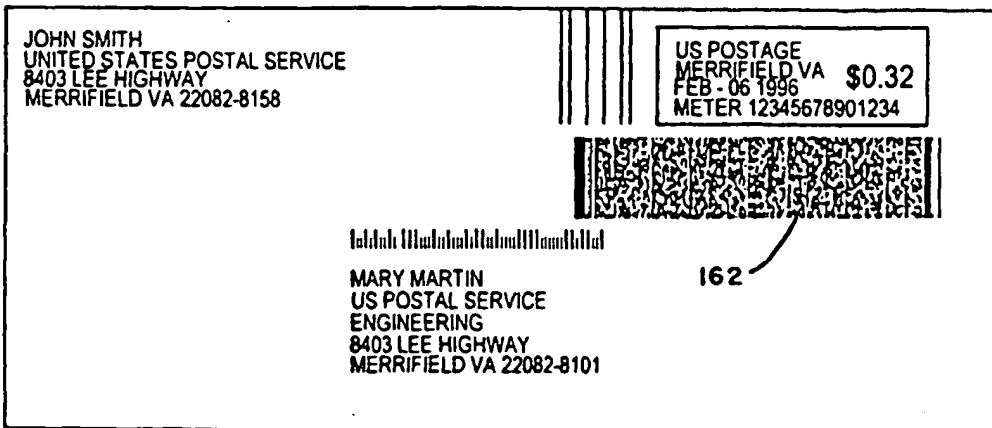 JOHN SMITH
UNITED STATES POSTAL SERVICE
8403 LEE HIGHWAY
MERRIFIELD VA 22082-8158
US POSTAGE
MERRIFIELD VA $0.32
FEB - 06 1996
METER 12345678901234
162
MARY MARTIN
US POSTAL SERVICE
ENGINEERING
8403 LEE HIGHWAY
MERRIFIELD VA 22082-8101